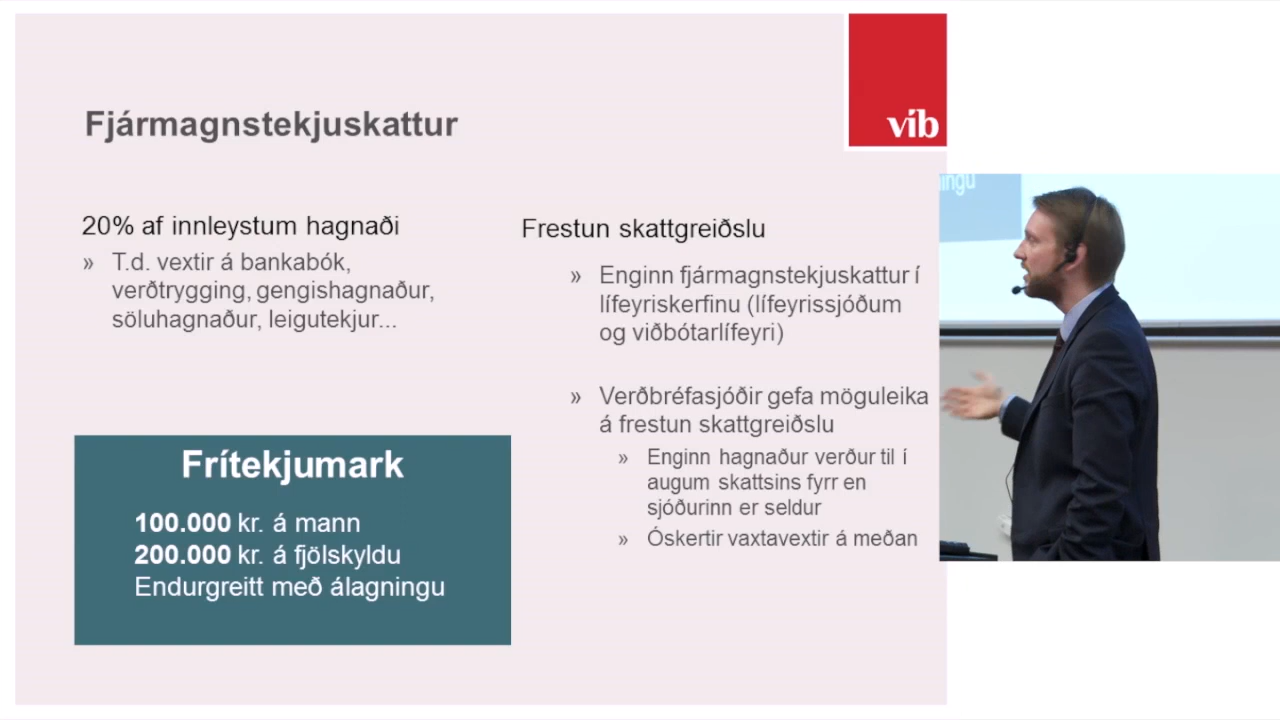 Fjármagnstekjuskattur
víb
20% af innleystum hagnaði
» T.d. vextir á bankabók,
verðtrygging, gengishagnaður,
söluhagnaður, leigutekjur...
Frítekjumark
100.000 kr. á mann
200.000 kr. á fjölskyldu
Endurgreitt með álagningu
Frestun skattgreiðslu
» Enginn fjármagnstekjuskattur í
lífeyriskerfinu (lífeyrissjóðum
og viðbótarlífeyri)
» Verðbréfasjóðir gefa möguleika
á frestun skattgreiðslu
» Enginn hagnaður verður til í
augum skattsins fyrr en
sjóðurinn er seldur
» Óskertir vaxtavextir á meðan